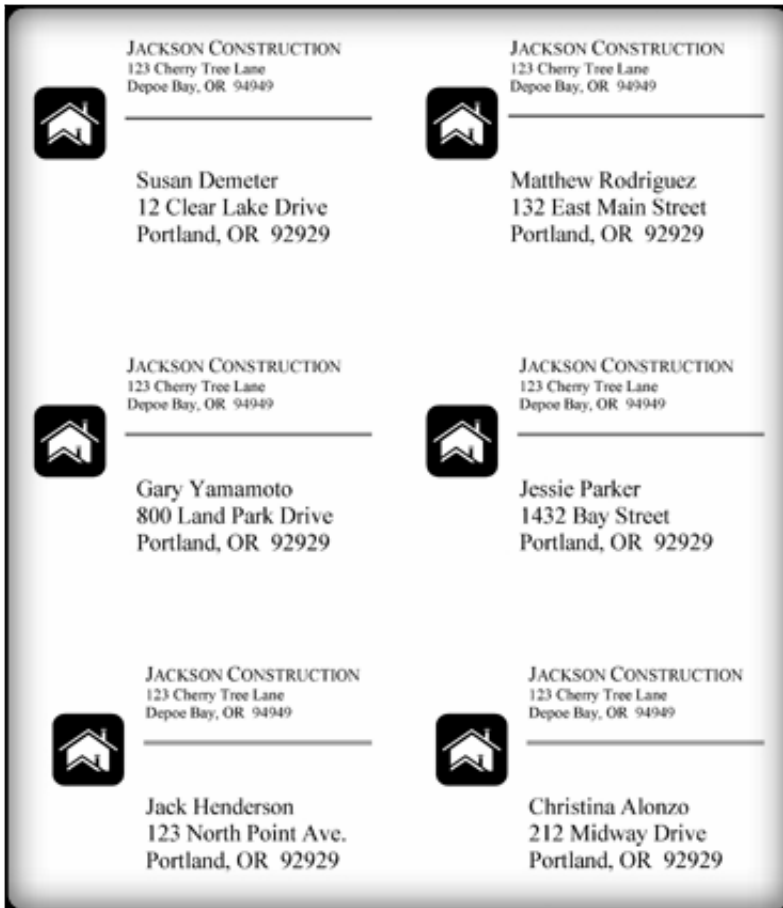 JACKSON CONSTRUCTION
123 Cherry Tree Lane
Depoe Bay, OR  94949
Susan Demeter
12 Clear Lake Drive
Portland, OR  92929
JACKSON CONSTRUCTION
123 Cherry Tree Lane
Depoe Bay, OR  94949
Matthew Rodriguez
132 East Main Street
Portland, OR  92929
JACKSON CONSTRUCTION
123 Cherry Tree Lane
Depoe Bay, OR  94949
Gary Yamamoto
800 Land Park Drive
Portland, OR  92929
JACKSON CONSTRUCTION
123 Cherry Tree Lane
Depoe Bay, OR  94949
Jessie Parker
1432 Bay Street
Portland, OR  92929
JACKSON CONSTRUCTION
123 Cherry Tree Lane
Depoe Bay, OR  94949
Jack Henderson
123 North Point Ave.
Portland, OR  92929
JACKSON CONSTRUCTION
123 Cherry Tree Lane
Depoe Bay, OR  94949
Christina Alonzo
212 Midway Drive
Portland, OR  92929